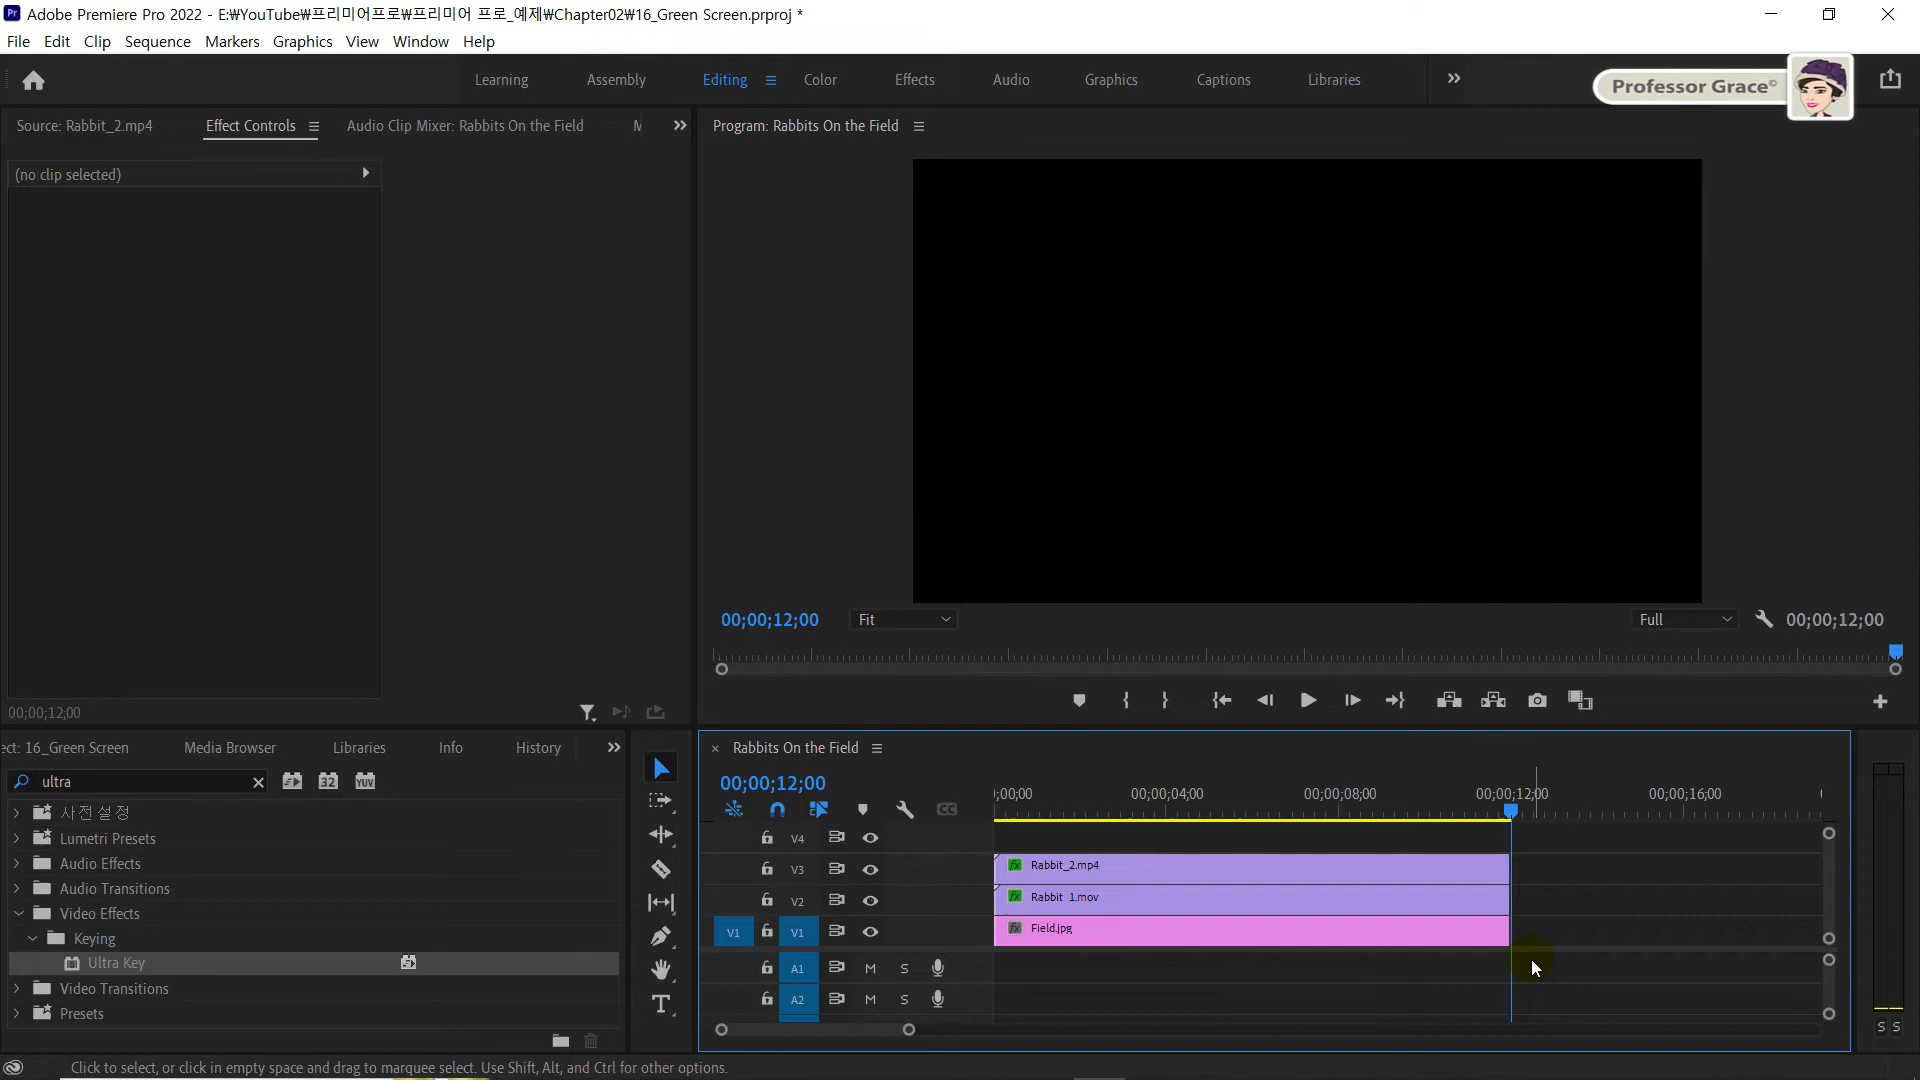 Adobe Premiere Pro 2022 - E:₩YouTube₩프리미어프로₩프리미어 프로_예제₩Chapter02₩16_Green Screen.prproj *
File Edit Clip Sequence Markers Graphics View Window Help
Learning Assembly Editing Color Effects Audio Graphics Captions Libraries
Professor Grace©
Source: Rabbit_2.mp4 Effect Controls Audio Clip Mixer: Rabbits On the Field
Program: Rabbits On the Field
(no clip selected)
00;00;12;00 Fit Full 00;00;12;00
00;00;12;00
ect: 16_Green Screen Media Browser Libraries Info History
ultra
32 YUV
사전 설정
Lumetri Presets
Audio Effects
Audio Transitions
Video Effects
Keying
Ultra Key
Video Transitions
Presets
× Rabbits On the Field
00;00;12;00
;00;00 00;00;04;00 00;00;08;00 00;00;12;00 00;00;16;00
V4
V3 fx Rabbit_2.mp4
V2 fx Rabbit_1.mov
V1 V1 fx Field.jpg
A1 M S
A2 M S
S S
Click to select, or click in empty space and drag to marquee select. Use Shift, Alt, and Ctrl for other options.